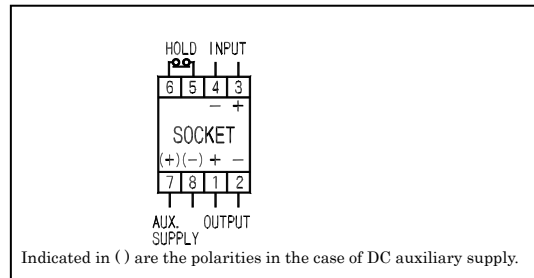 HOLD INPUT
6 5 4 3
− +
SOCKET
(+) (−) + −
7 8 1 2
AUX. OUTPUT
SUPPLY
Indicated in ( ) are the polarities in the case of DC auxiliary supply.